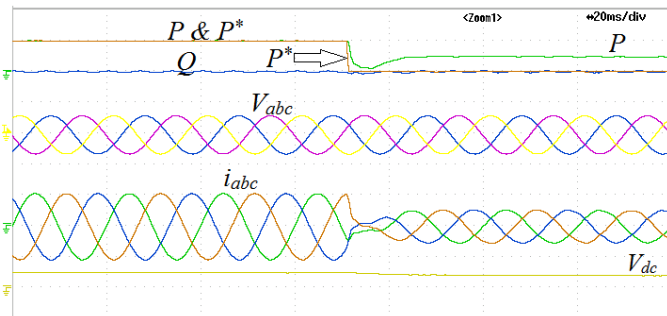 <Zoom1> ⇹20ms/div
P & P*
P* P
Q
Vabc
iabc
Vdc